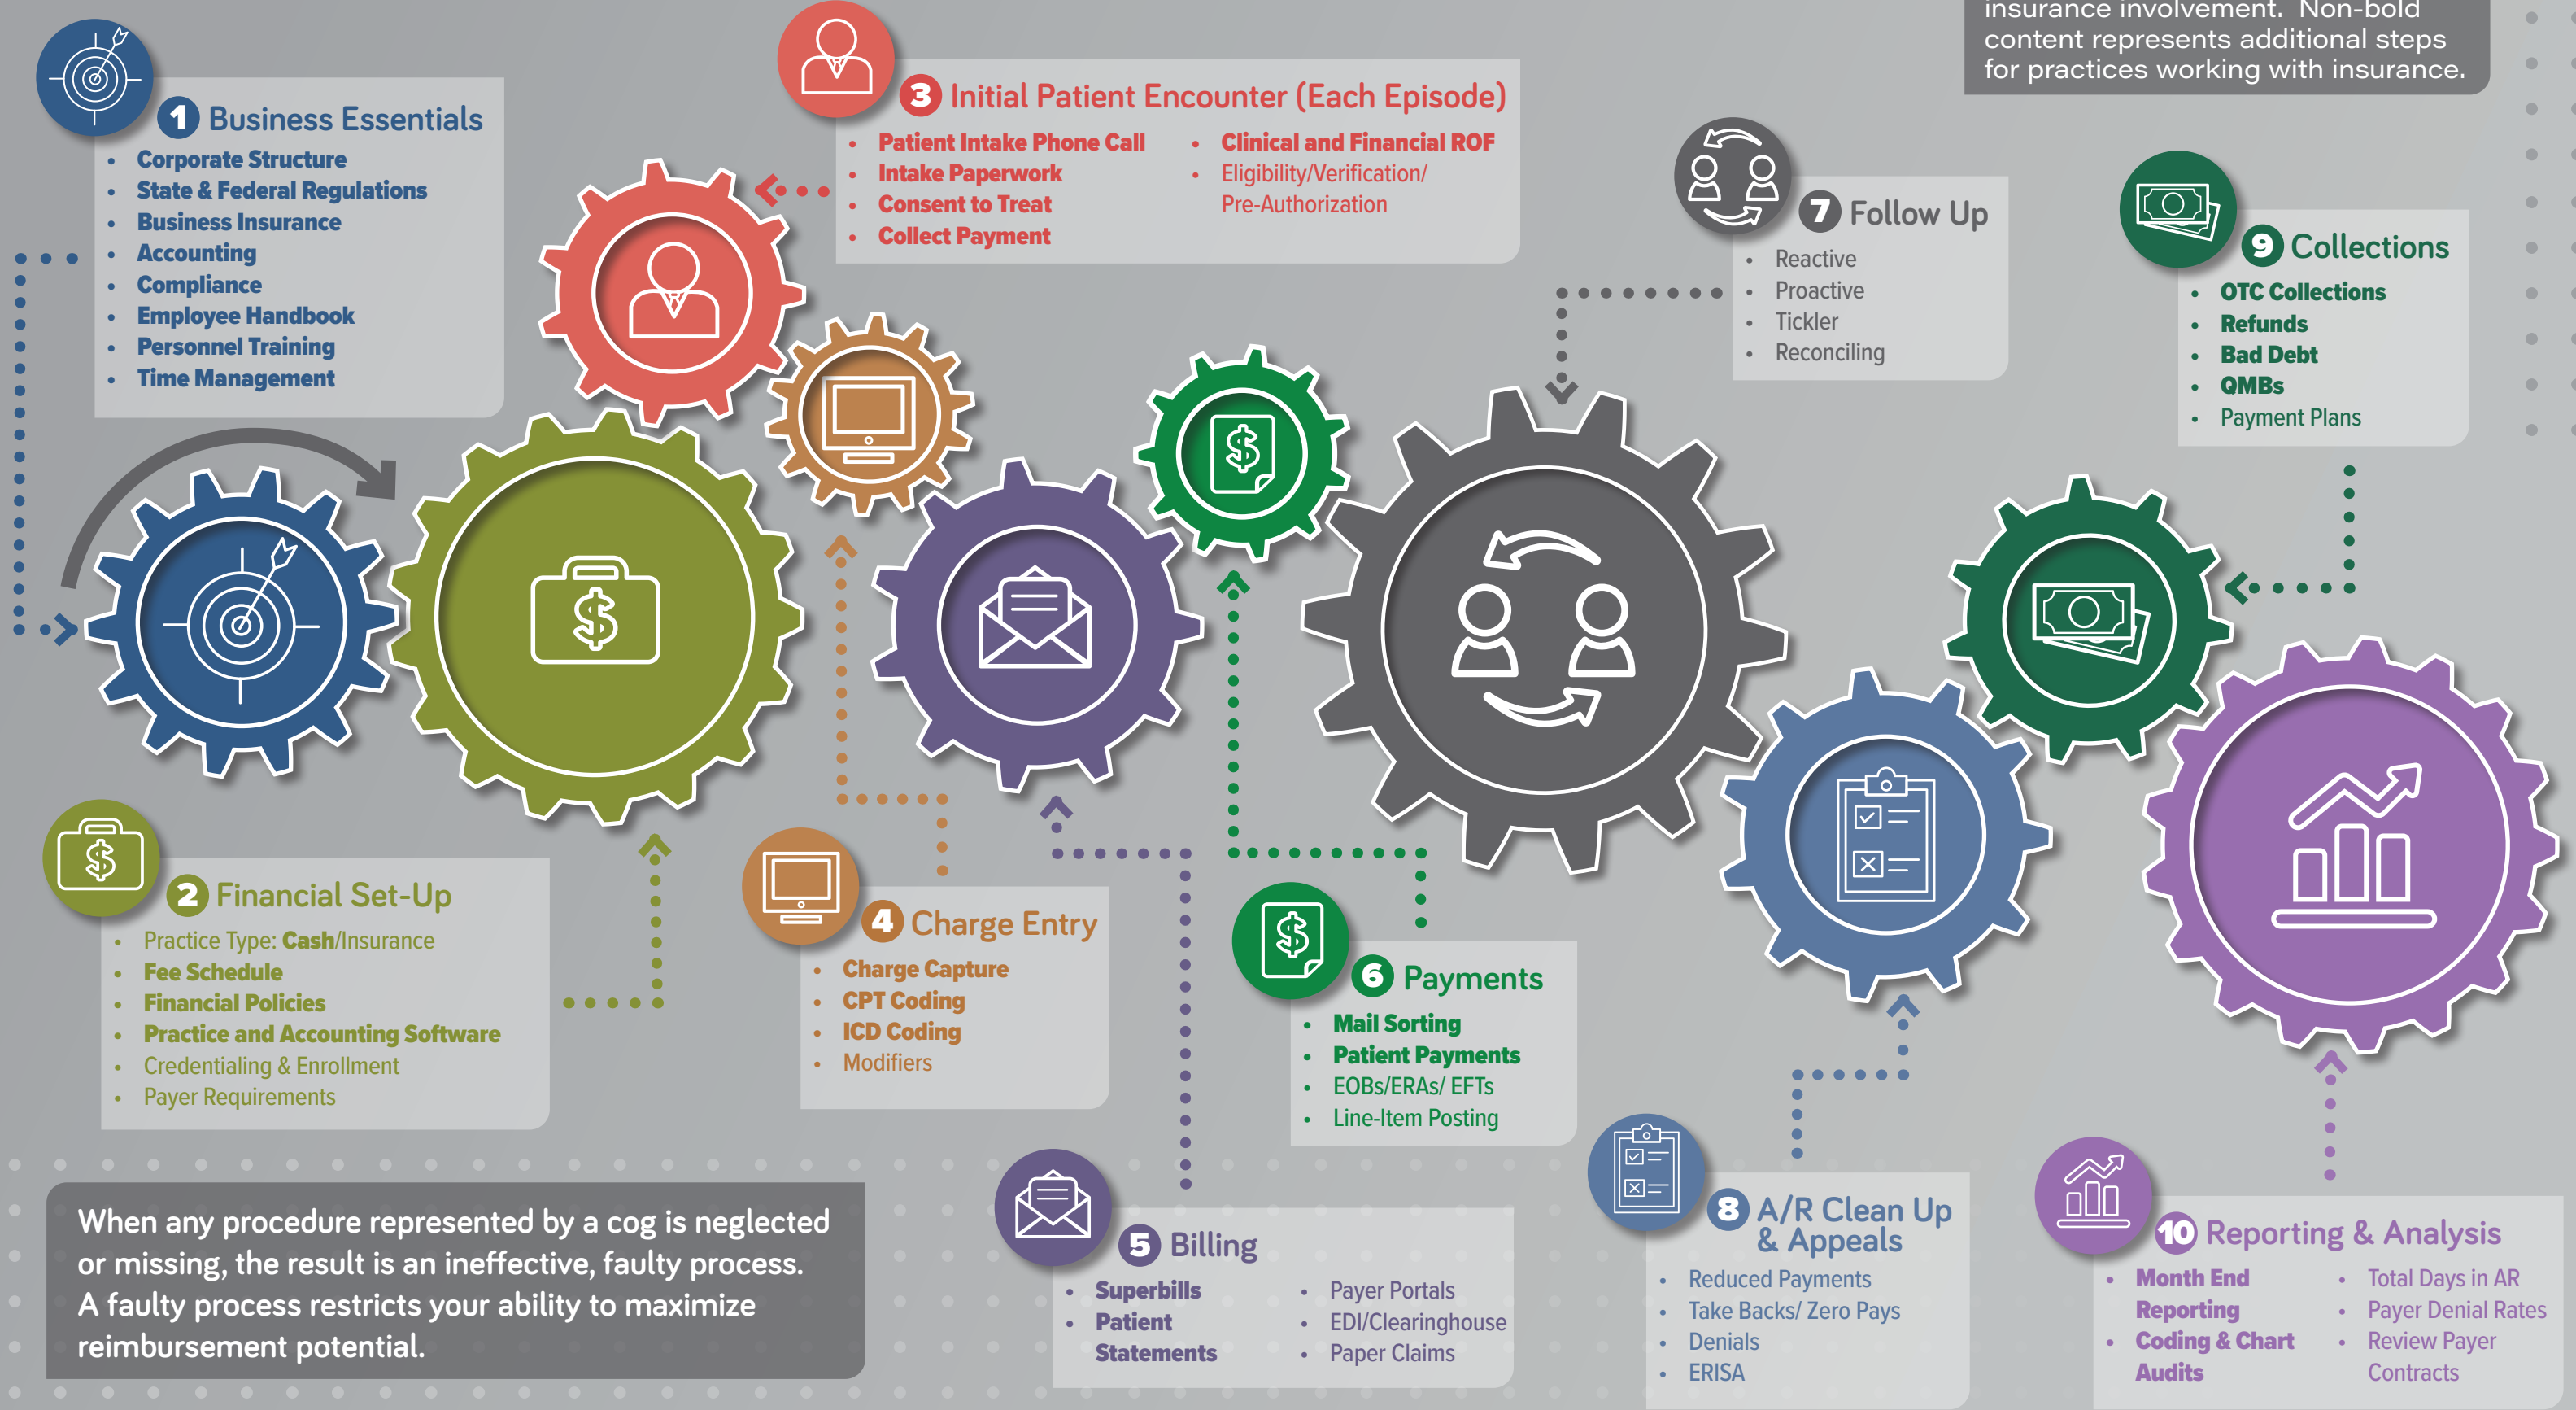 insurance involvement. Non-bold
content represents additional steps
for practices working with insurance.
1 Business Essentials
• Corporate Structure
• State & Federal Regulations
• Business Insurance
• Accounting
• Compliance
• Employee Handbook
• Personnel Training
• Time Management
2 Financial Set-Up
• Practice Type: Cash/Insurance
• Fee Schedule
• Financial Policies
• Practice and Accounting Software
• Credentialing & Enrollment
• Payer Requirements
3 Initial Patient Encounter (Each Episode)
• Patient Intake Phone Call
• Intake Paperwork
• Consent to Treat
• Collect Payment
• Clinical and Financial ROF
• Eligibility/Verification/
Pre-Authorization
4 Charge Entry
• Charge Capture
• CPT Coding
• ICD Coding
• Modifiers
5 Billing
• Superbills
• Patient
Statements
• Payer Portals
• EDI/Clearinghouse
• Paper Claims
6 Payments
• Mail Sorting
• Patient Payments
• EOBs/ERAs/ EFTs
• Line-Item Posting
7 Follow Up
• Reactive
• Proactive
• Tickler
• Reconciling
8 A/R Clean Up
& Appeals
• Reduced Payments
• Take Backs/ Zero Pays
• Denials
• ERISA
9 Collections
• OTC Collections
• Refunds
• Bad Debt
• QMBs
• Payment Plans
10 Reporting & Analysis
• Month End
Reporting
• Coding & Chart
Audits
• Total Days in AR
• Payer Denial Rates
• Review Payer
Contracts
When any procedure represented by a cog is neglected
or missing, the result is an ineffective, faulty process.
A faulty process restricts your ability to maximize
reimbursement potential.
$
$
$
$